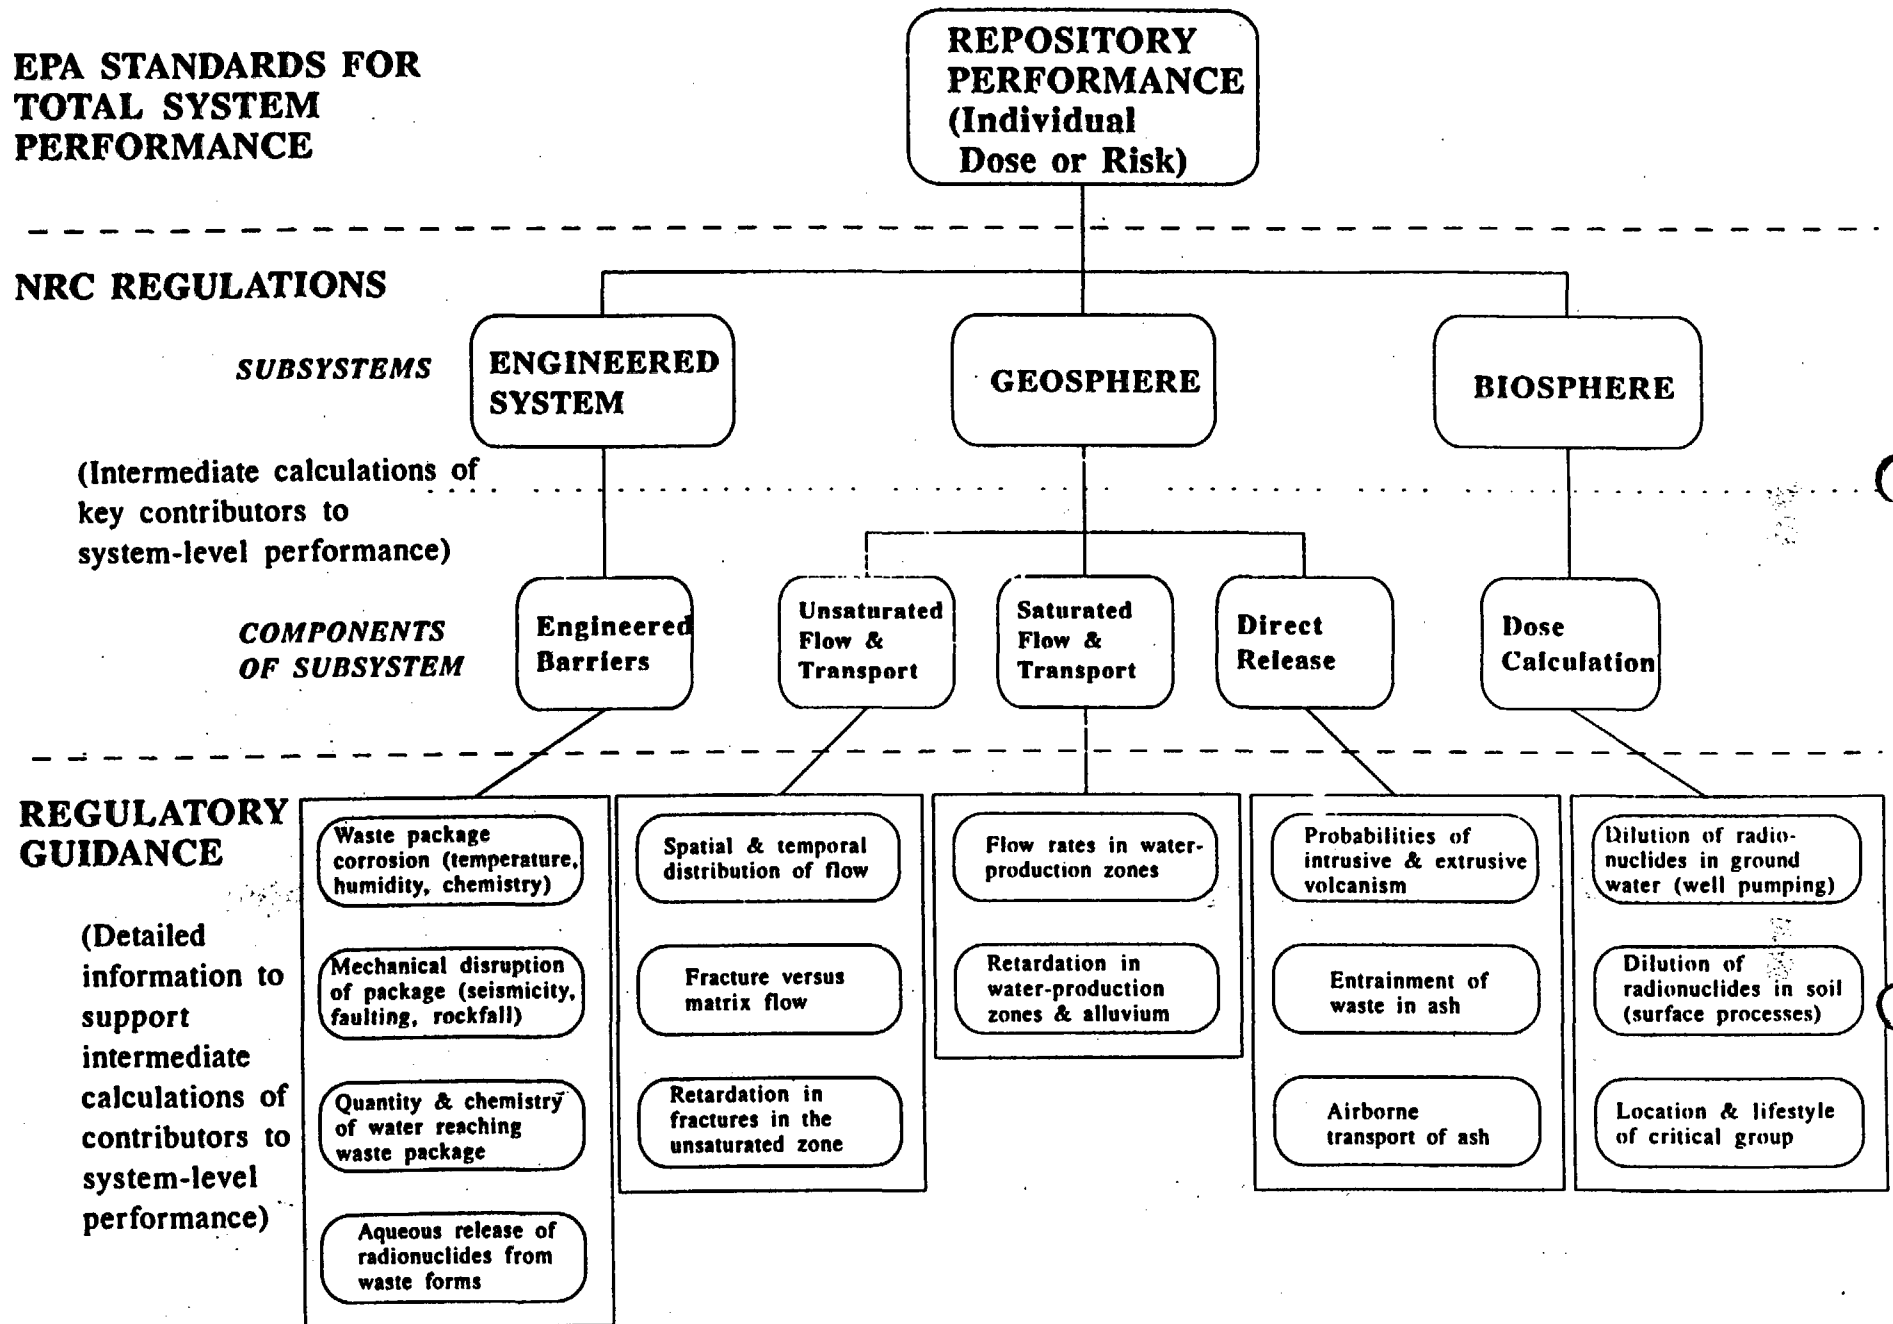 EPA STANDARDS FOR
TOTAL SYSTEM
PERFORMANCE
REPOSITORY
PERFORMANCE
(Individual
Dose or Risk)
NRC REGULATIONS
SUBSYSTEMS
ENGINEERED
SYSTEM
GEOSPHERE
BIOSPHERE
(Intermediate calculations of
key contributors to
system-level performance)
COMPONENTS
OF SUBSYSTEM
Engineered
Barriers
Unsaturated
Flow &
Transport
Saturated
Flow &
Transport
Direct
Release
Dose
Calculation
REGULATORY
GUIDANCE
(Detailed
information to
support
intermediate
calculations of
contributors to
system-level
performance)
Waste package
corrosion (temperature,
humidity, chemistry)
Mechanical disruption
of package (seismicity,
faulting, rockfall)
Quantity & chemistry
of water reaching
waste package
Aqueous release of
radionuclides from
waste forms
Spatial & temporal
distribution of flow
Fracture versus
matrix flow
Retardation in
fractures in the
unsaturated zone
Flow rates in water-
production zones
Retardation in
water-production
zones & alluvium
Probabilities of
intrusive & extrusive
volcanism
Entrainment of
waste in ash
Airborne
transport of ash
Dilution of radio-
nuclides in ground
water (well pumping)
Dilution of
radionuclides in soil
(surface processes)
Location & lifestyle
of critical group